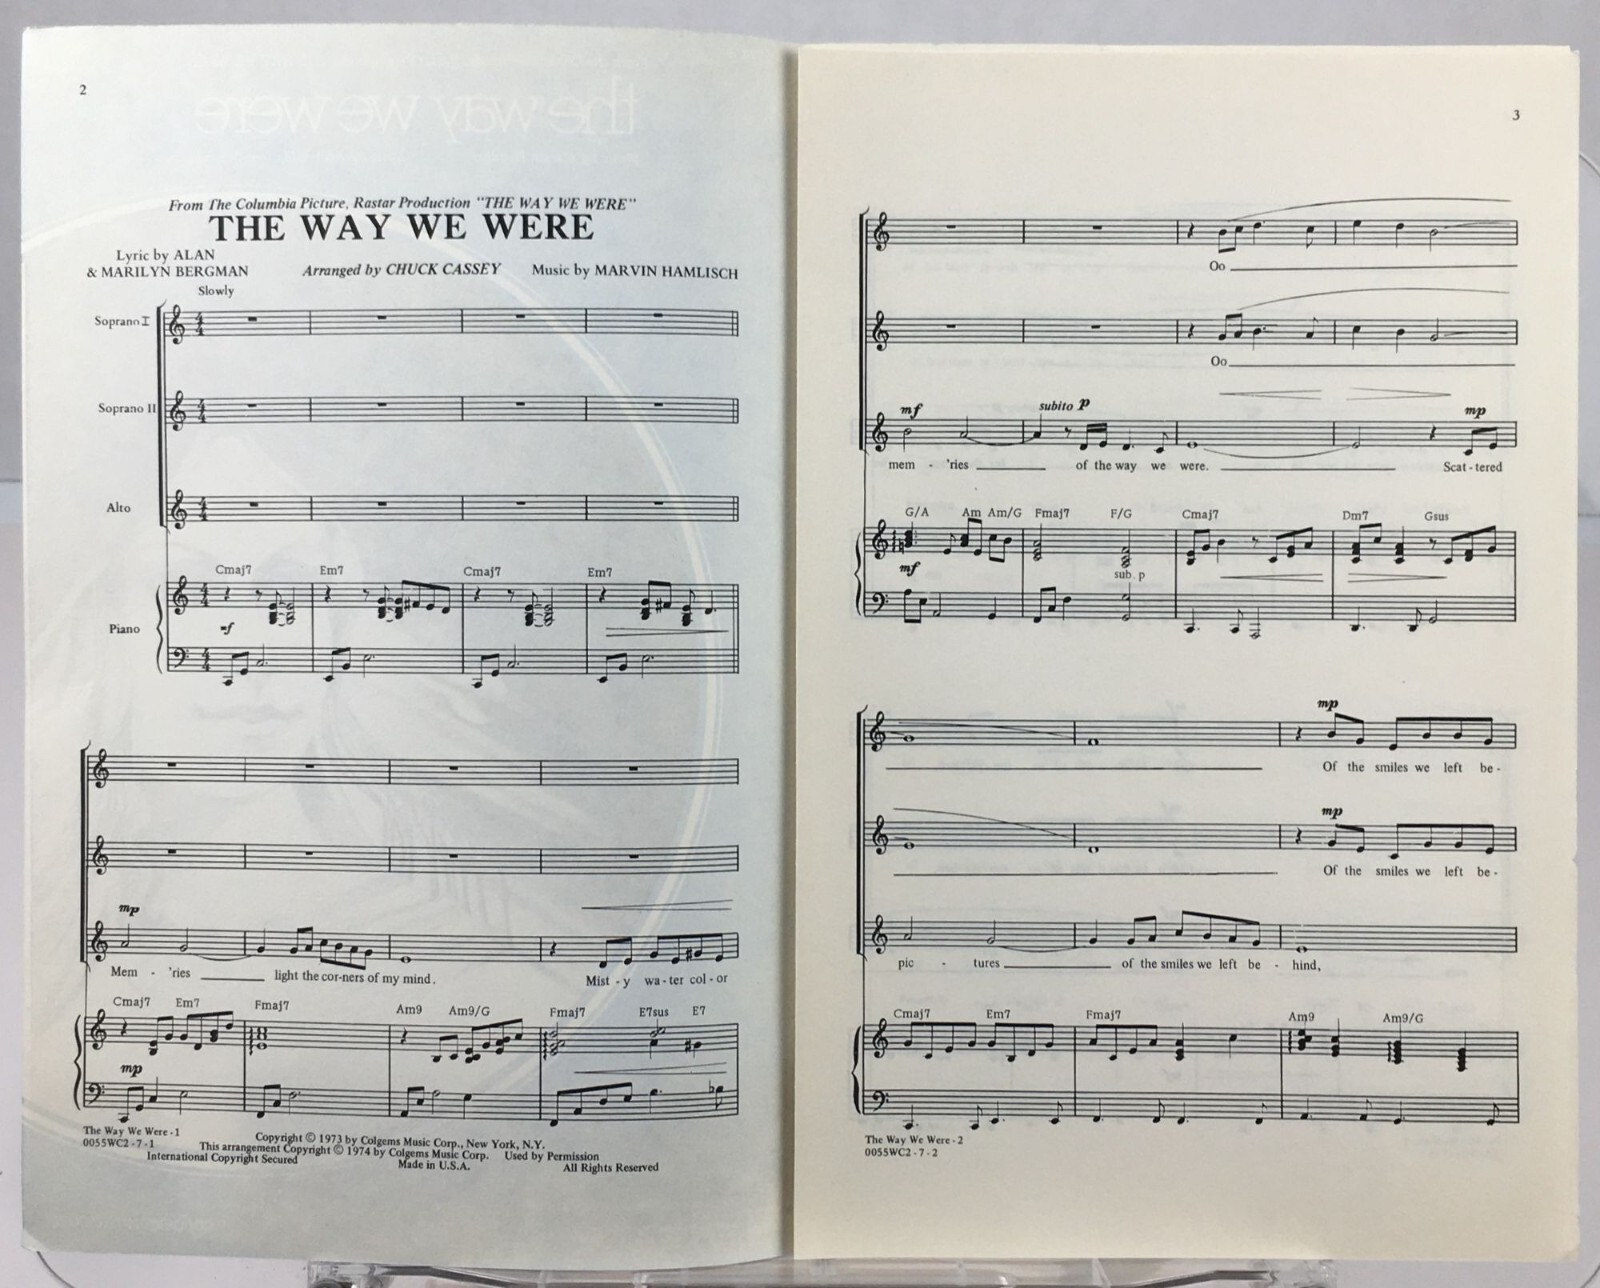 2
From The Columbia Picture, Rastar Production "THE WAY WE WERE"
THE WAY WE WERE
Lyric by ALAN
& MARILYN BERGMAN
Arranged by CHUCK CASSEY
Music by MARVIN HAMLISCH
Slowly
Soprano I
Soprano II
Alto
Cmaj7 Em7 Cmaj7 Em7
Piano
mf
mp
Mem - 'ries light the cor-ners of my mind. Mist - y wa - ter col - or
Cmaj7 Em7 Fmaj7 Am9 Am9/G Fmaj7 E7sus E7
mp
The Way We Were - 1
0055WC2 - 7 - 1
Copyright © 1973 by Colgems Music Corp., New York, N.Y.
This arrangement Copyright © 1974 by Colgems Music Corp. Used by Permission
International Copyright Secured Made in U.S.A. All Rights Reserved
3
Oo
Oo
mf subito p mp
mem - 'ries of the way we were. Scat - tered
G/A Am Am/G Fmaj7 F/G Cmaj7 Dm7 Gsus
mf sub. p
mp
Of the smiles we left be -
mp
Of the smiles we left be -
pic - tures of the smiles we left be - hind,
Cmaj7 Em7 Fmaj7 Am9 Am9/G
The Way We Were - 2
0055WC2 - 7 - 2